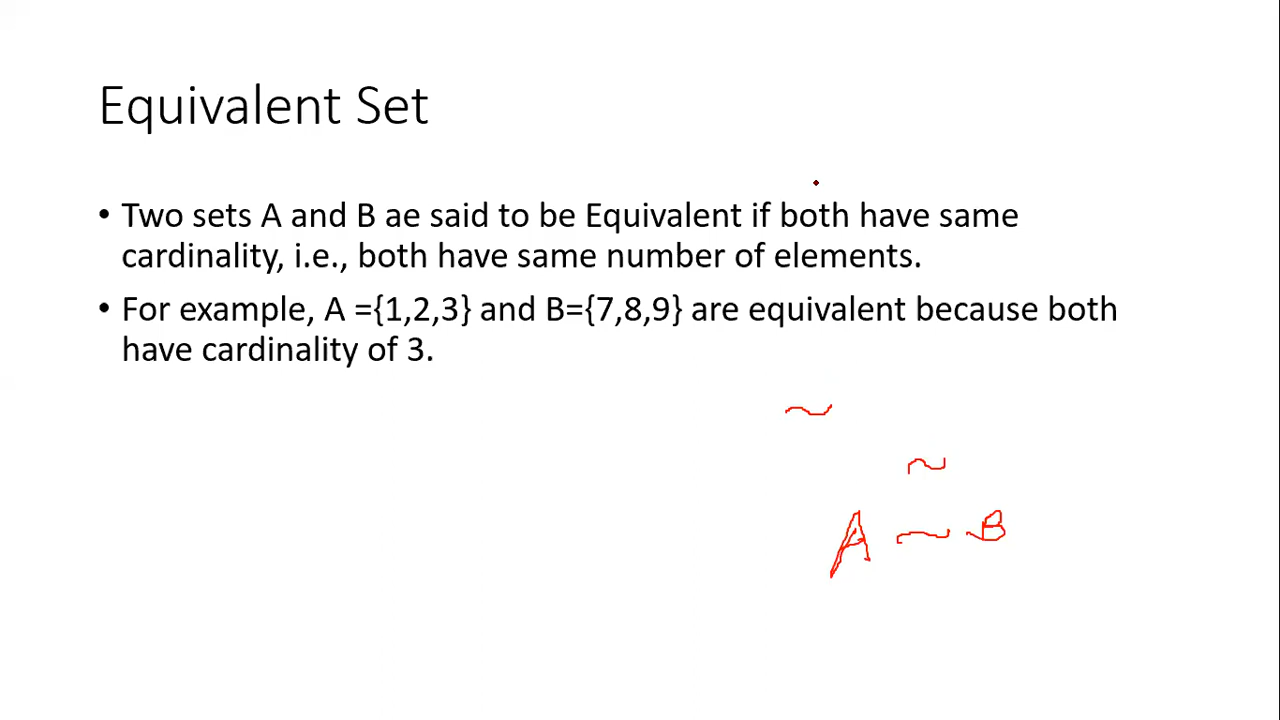 Equivalent Set
• Two sets A and B ae said to be Equivalent if both have same
cardinality, i.e., both have same number of elements.
• For example, A ={1,2,3} and B={7,8,9} are equivalent because both
have cardinality of 3.
~
~
A ~ B